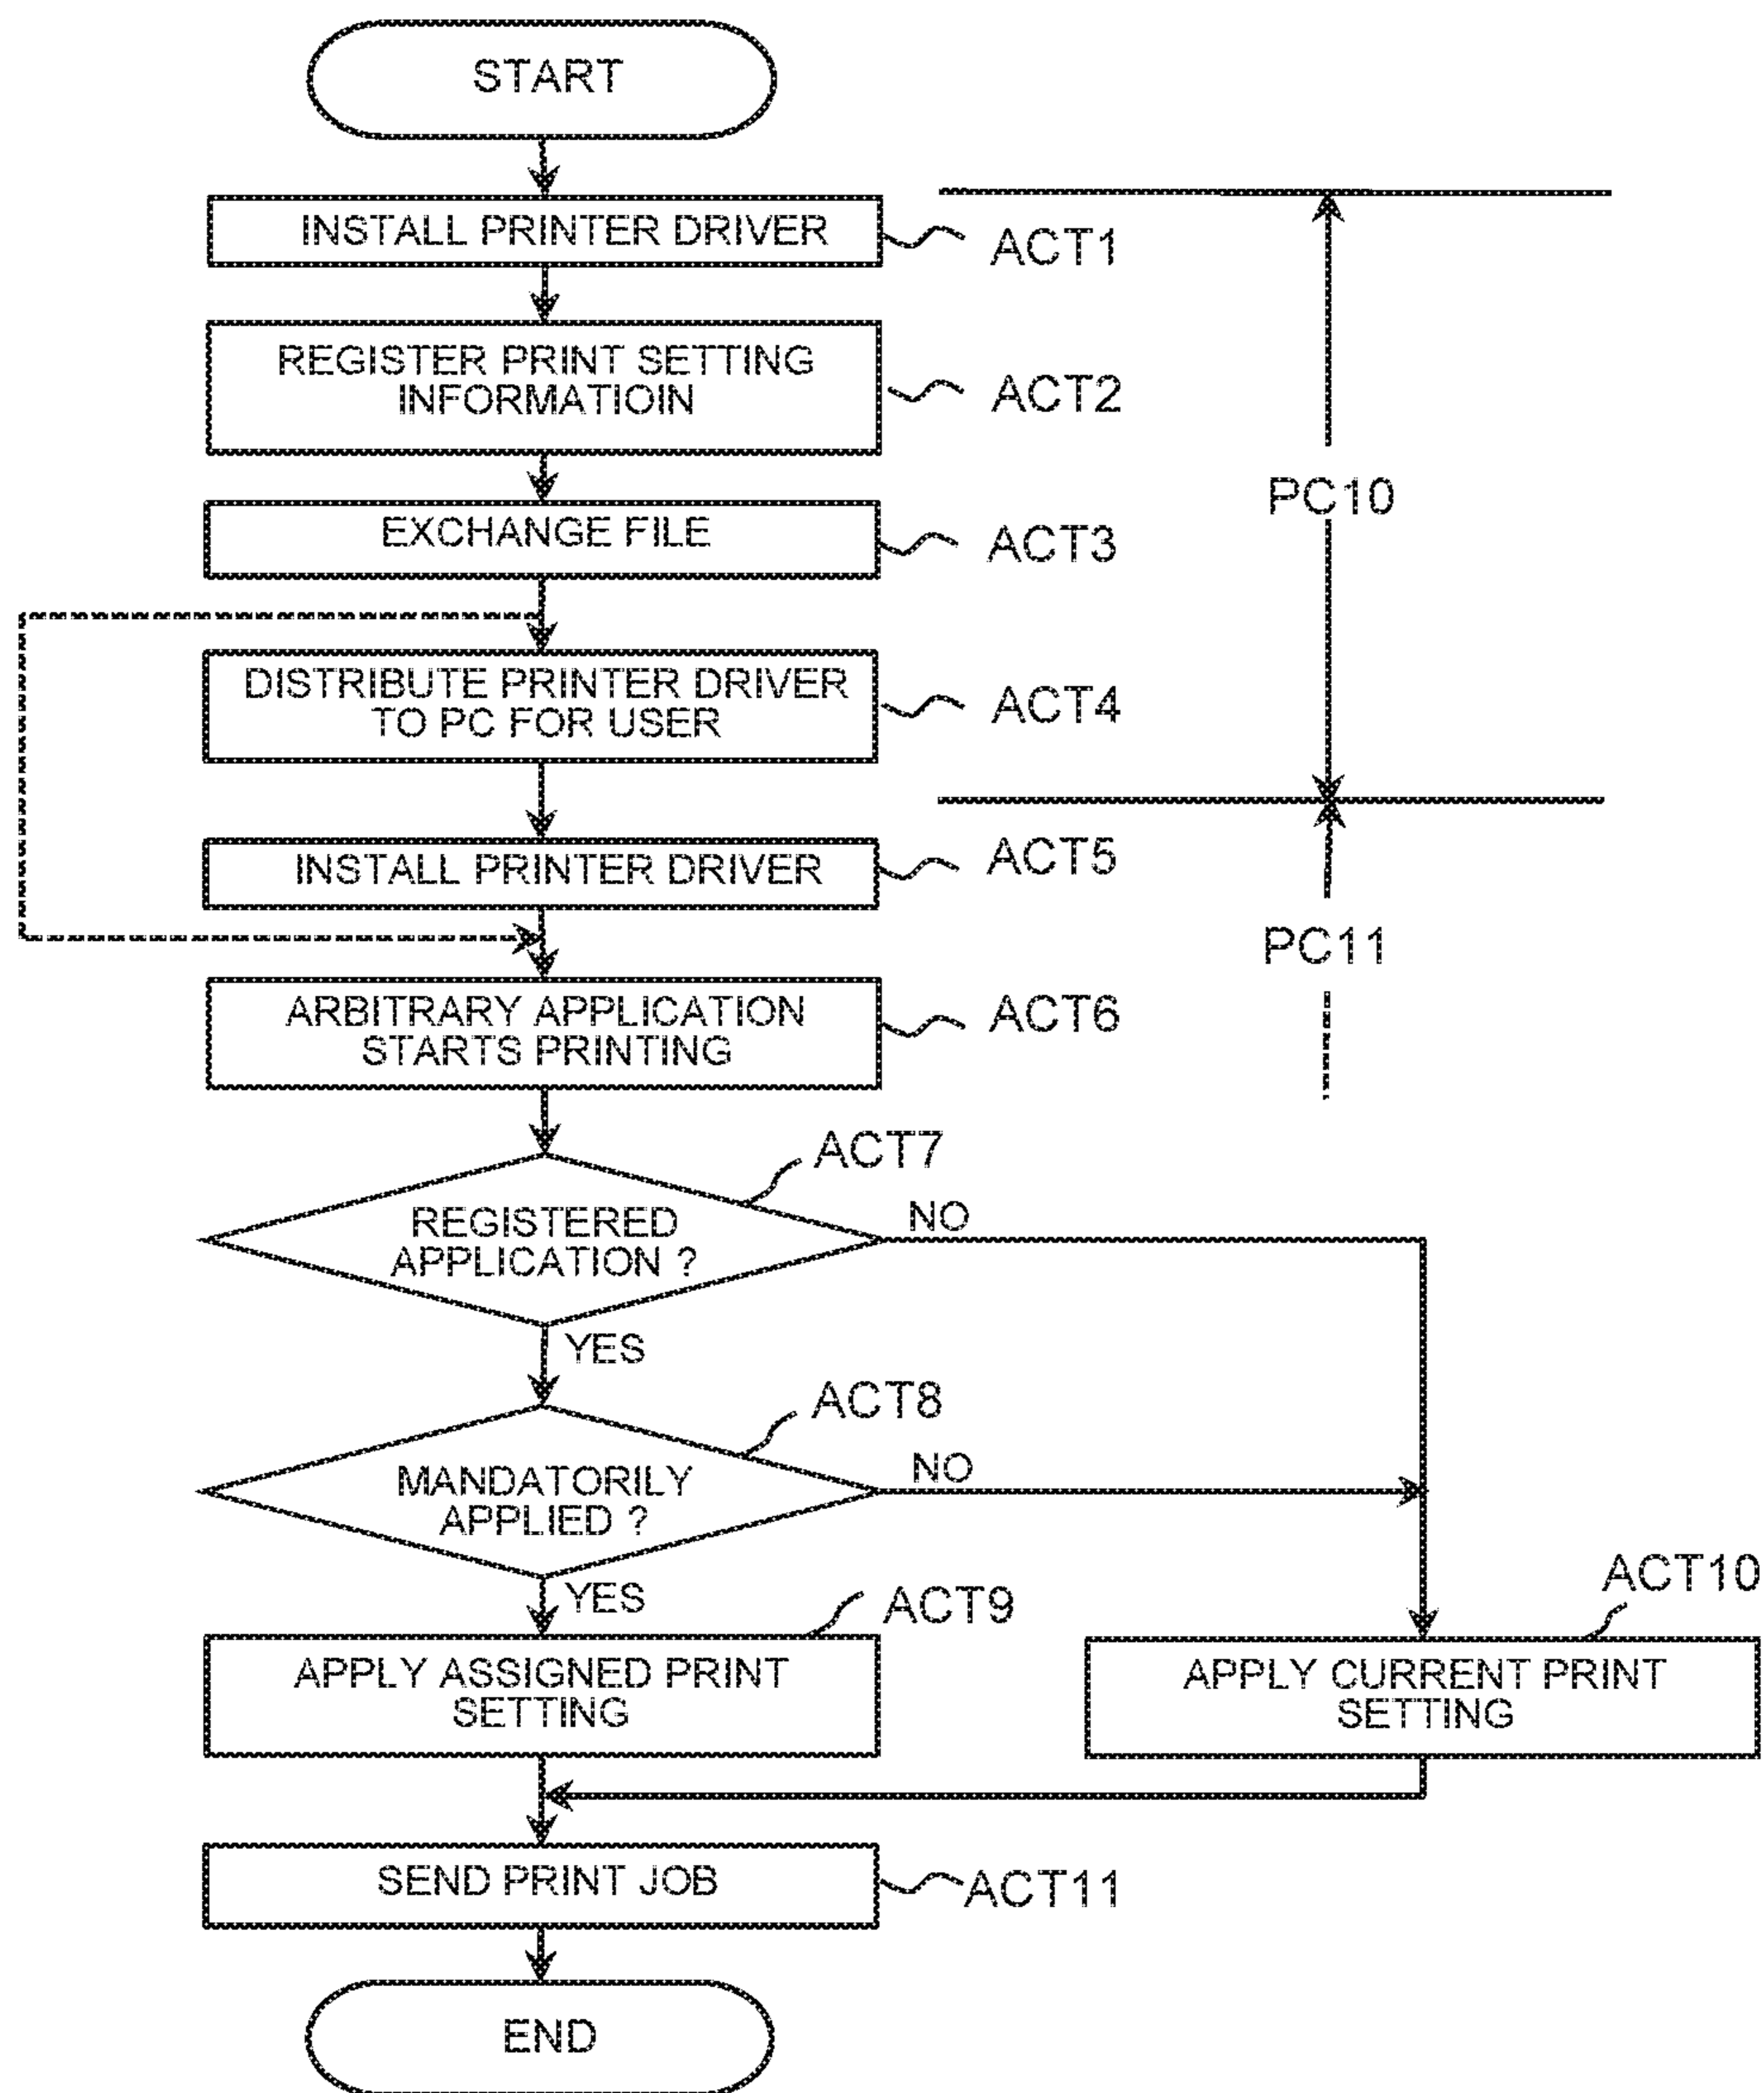 START
INSTALL PRINTER DRIVER
ACT1
REGISTER PRINT SETTING
INFORMATIOIN
ACT2
PC10
EXCHANGE FILE
ACT3
DISTRIBUTE PRINTER DRIVER
TO PC FOR USER
ACT4
INSTALL PRINTER DRIVER
ACT5
PC11
ARBITRARY APPLICATION
STARTS PRINTING
ACT6
ACT7
REGISTERED
APPLICATION ?
NO
YES
ACT8
MANDATORILY
APPLIED ?
NO
YES
ACT9
ACT10
APPLY ASSIGNED PRINT
SETTING
APPLY CURRENT PRINT
SETTING
SEND PRINT JOB
ACT11
END